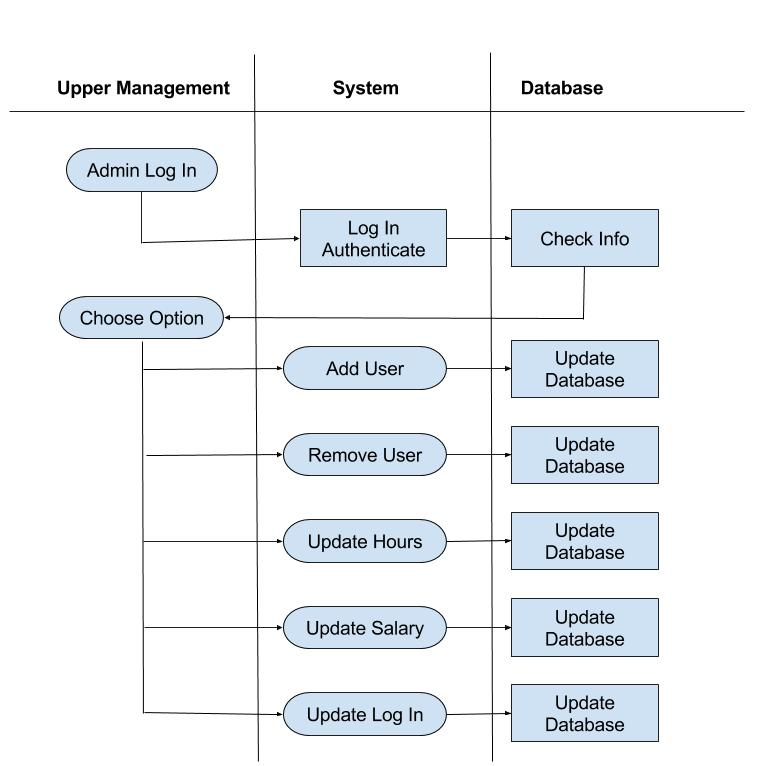 Upper Management
System
Database
Admin Log In
Log In
Authenticate
Check Info
Choose Option
Add User
Update
Database
Remove User
Update
Database
Update Hours
Update
Database
Update Salary
Update
Database
Update Log In
Update
Database